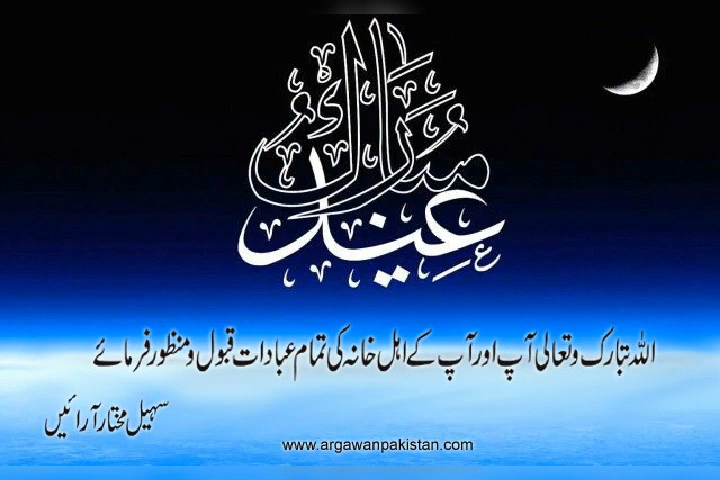 عید مبارک
اللہ تبارک و تعالیٰ آپ اور آپ کے اہل خانہ کی تمام عبادات قبول و منظور فرمائے
سہیل مختار آرائیں
www.argawanpakistan.com